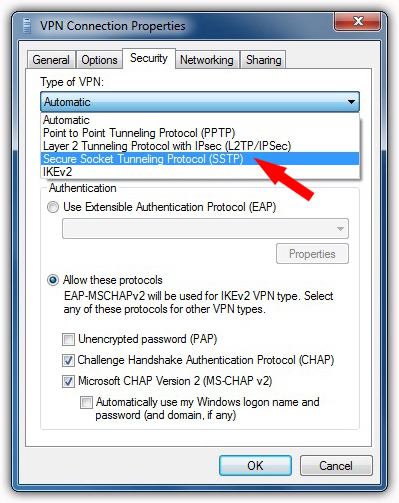 VPN Connection Properties
General Options Security Networking Sharing
Type of VPN:
Automatic
Automatic
Point to Point Tunneling Protocol (PPTP)
Layer 2 Tunneling Protocol with IPsec (L2TP/IPSec)
Secure Socket Tunneling Protocol (SSTP)
IKEv2
Authentication
Use Extensible Authentication Protocol (EAP)
Properties
Allow these protocols
EAP-MSCHAPv2 will be used for IKEv2 VPN type. Select
any of these protocols for other VPN types.
Unencrypted password (PAP)
Challenge Handshake Authentication Protocol (CHAP)
Microsoft CHAP Version 2 (MS-CHAP v2)
Automatically use my Windows logon name and
password (and domain, if any)
OK Cancel